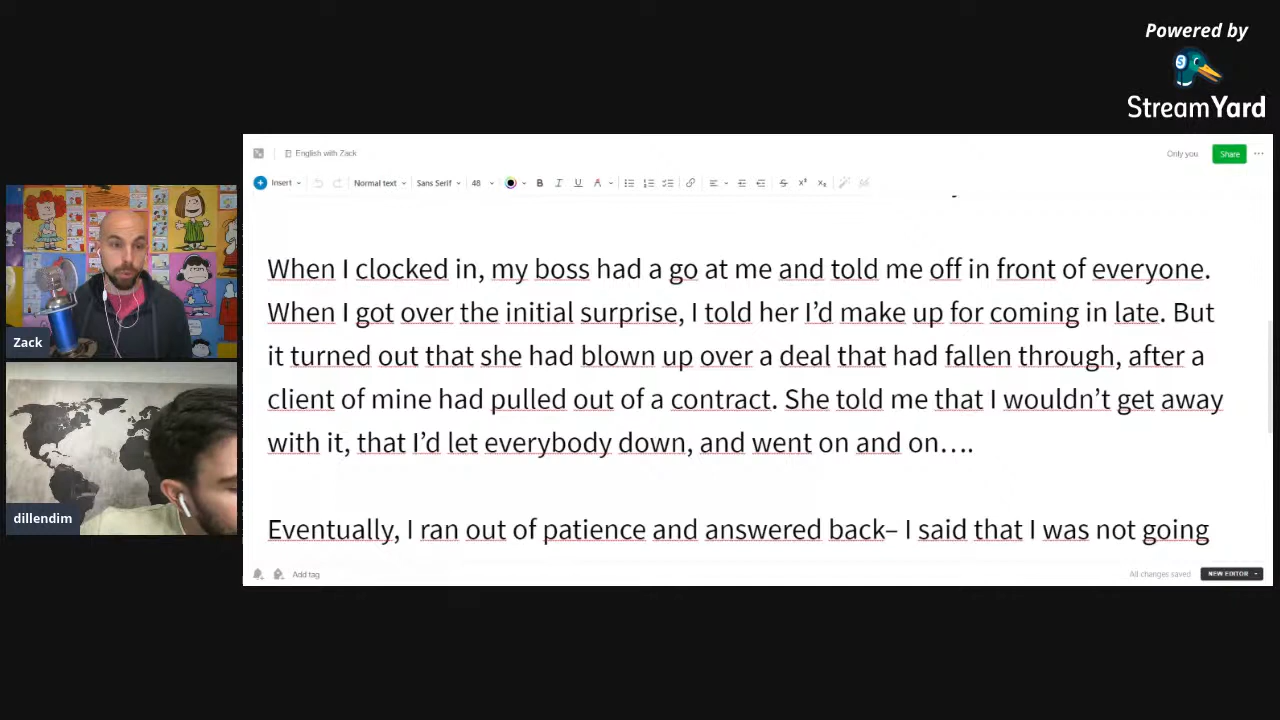 Powered by
StreamYard
English with Zack
Only you
Share
Insert
Normal text
Sans Serif
48
When I clocked in, my boss had a go at me and told me off in front of everyone.
When I got over the initial surprise, I told her I’d make up for coming in late. But
it turned out that she had blown up over a deal that had fallen through, after a
client of mine had pulled out of a contract. She told me that I wouldn’t get away
with it, that I’d let everybody down, and went on and on….
Eventually, I ran out of patience and answered back– I said that I was not going
Add tag
All changes saved
NEW EDITOR
Zack
dillendim